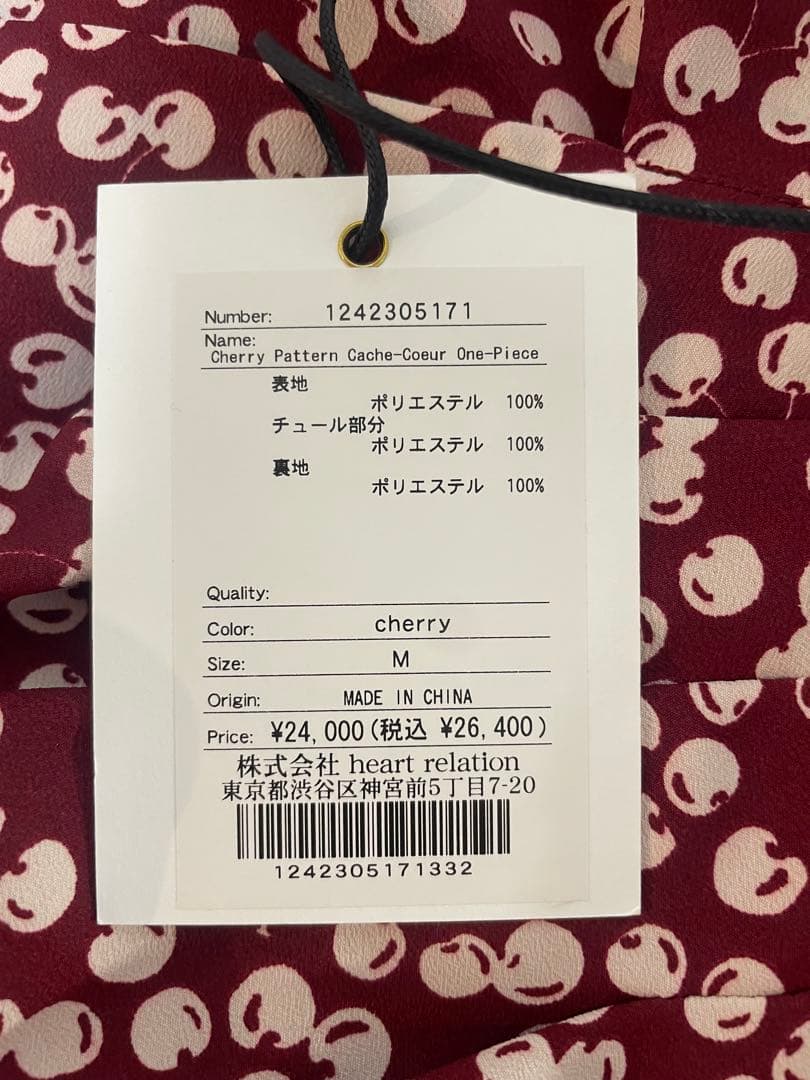 Number: 1242305171
Name:
Cherry Pattern Cache-Coeur One-Piece
表地
ポリエステル 100%
チュール部分
ポリエステル 100%
裏地
ポリエステル 100%
Quality:
Color: cherry
Size: M
Origin: MADE IN CHINA
Price: ¥24,000(税込 ¥26,400)
株式会社 heart relation
東京都渋谷区神宮前5丁目7-20
1242305171332